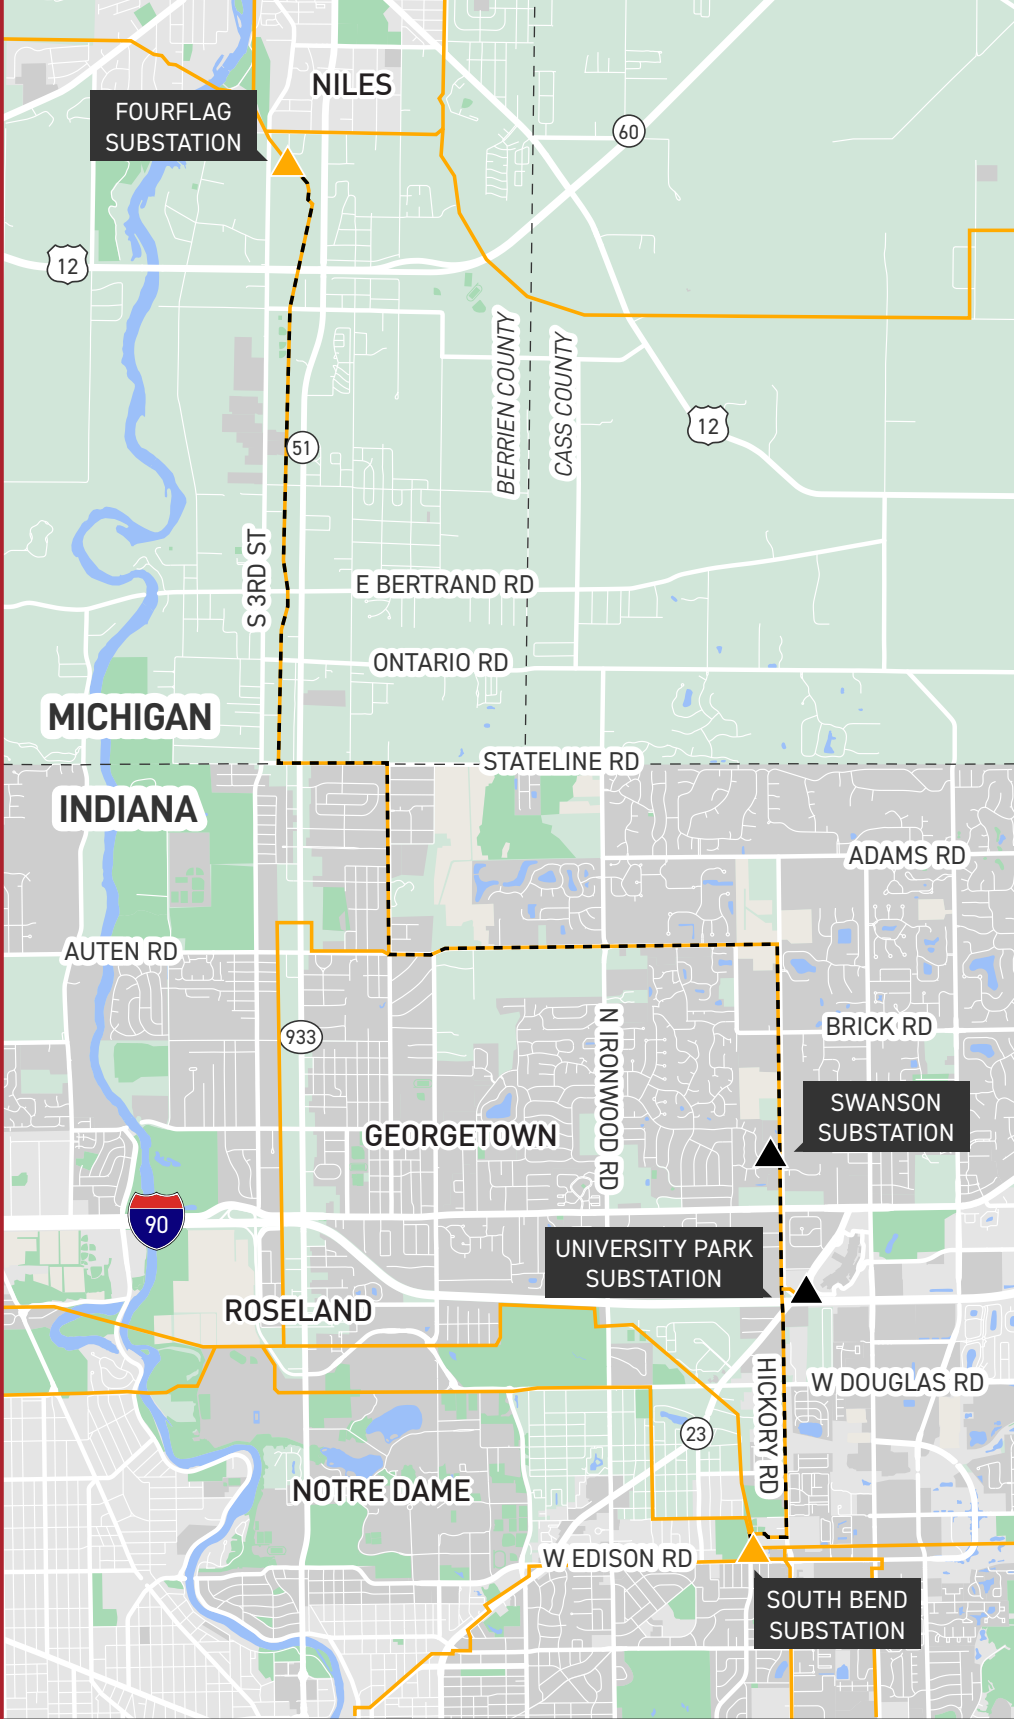 NILES
FOURFLAG
SUBSTATION
60
12
BERRIEN COUNTY
CASS COUNTY
12
51
S 3RD ST
E BERTRAND RD
ONTARIO RD
MICHIGAN
STATELINE RD
INDIANA
ADAMS RD
AUTEN RD
BRICK RD
933
N IRONWOOD RD
SWANSON
SUBSTATION
GEORGETOWN
90
UNIVERSITY PARK
SUBSTATION
ROSELAND
HICKORY RD
W DOUGLAS RD
23
NOTRE DAME
W EDISON RD
SOUTH BEND
SUBSTATION